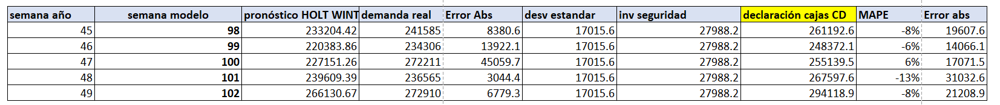 semana año semana modelo pronóstico HOLT WINT demanda real Error Abs desv estandar inv seguridad declaración cajas CD MAPE Error abs
45 98 233204.42 241585 8380.6 17015.6 27988.2 261192.6 -8% 19607.6
46 99 220383.86 234306 13922.1 17015.6 27988.2 248372.1 -6% 14066.1
47 100 227151.26 272211 45059.7 17015.6 27988.2 255139.5 6% 17071.5
48 101 239609.39 236565 3044.4 17015.6 27988.2 267597.6 -13% 31032.6
49 102 266130.67 272910 6779.3 17015.6 27988.2 294118.9 -8% 21208.9